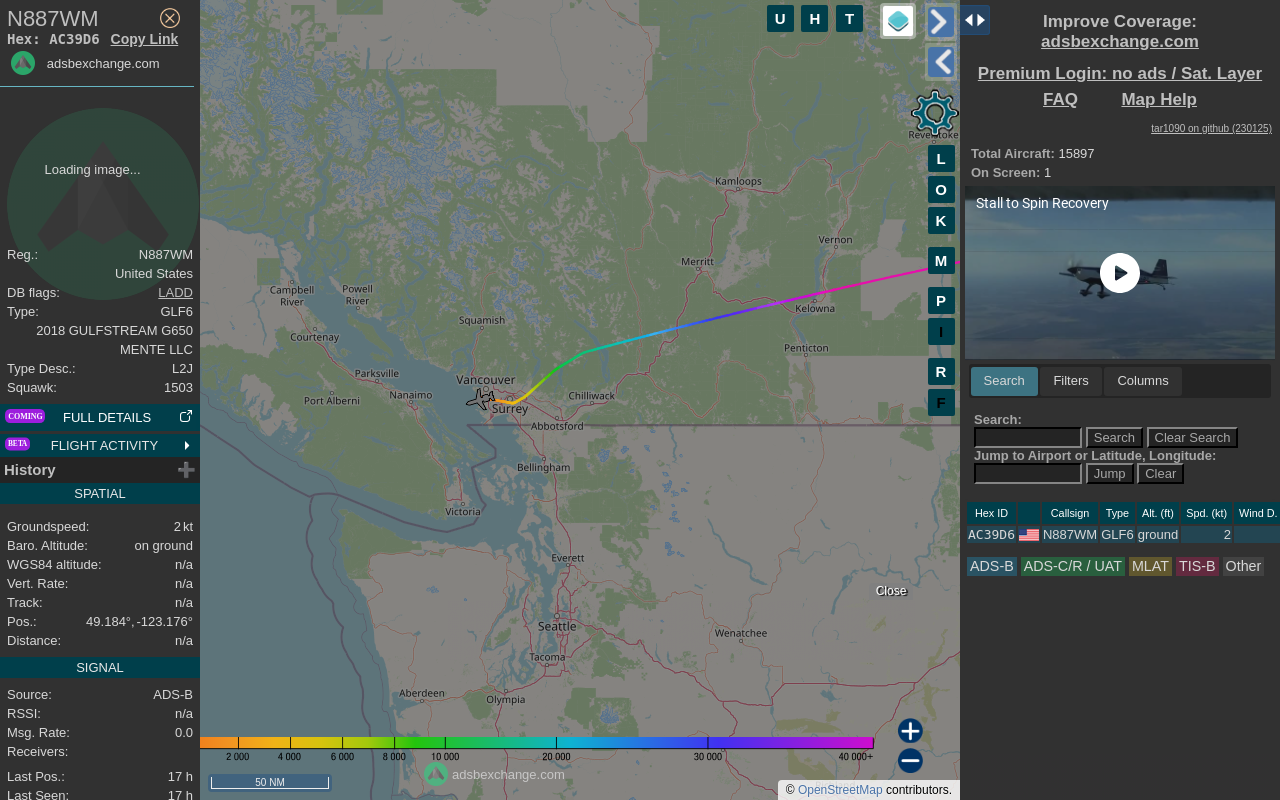 N887WM
Hex: AC39D6 Copy Link
adsbexchange.com
Loading image...
Reg.: N887WM
United States
DB flags: LADD
Type: GLF6
2018 GULFSTREAM G650
MENTE LLC
Type Desc.: L2J
Squawk: 1503
COMING FULL DETAILS
BETA FLIGHT ACTIVITY
History
SPATIAL
Groundspeed: 2 kt
Baro. Altitude: on ground
WGS84 altitude: n/a
Vert. Rate: n/a
Track: n/a
Pos.: 49.184°, -123.176°
Distance: n/a
SIGNAL
Source: ADS-B
RSSI: n/a
Msg. Rate: 0.0
Receivers:
Last Pos.: 17 h
Last Seen: 17 h
U H T
Revelstoke
L
Kamloops
O
K
Vernon
M
Merritt
Campbell River
Powell River
P
Kelowna
Squamish
I
Courtenay
Penticton
R
Parksville
Vancouver
Nanaimo
Chilliwack
Port Alberni
F
Surrey
Abbotsford
Bellingham
Victoria
Everett
Close
Seattle
Wenatchee
Tacoma
Aberdeen
Olympia
2 000 4 000 6 000 8 000 10 000 20 000 30 000 40 000+
adsbexchange.com
50 NM
© OpenStreetMap contributors.
Improve Coverage:
adsbexchange.com
Premium Login: no ads / Sat. Layer
FAQ Map Help
tar1090 on github (230125)
Total Aircraft: 15897
On Screen: 1
Stall to Spin Recovery
Search Filters Columns
Search:
Search Clear Search
Jump to Airport or Latitude, Longitude:
Jump Clear
Hex ID Callsign Type Alt. (ft) Spd. (kt) Wind D.
AC39D6 N887WM GLF6 ground 2
ADS-B ADS-C/R / UAT MLAT TIS-B Other